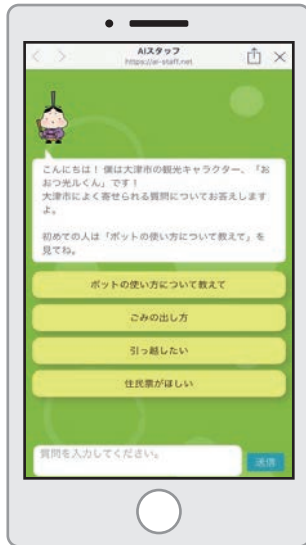 AIスタッフ
https://ai-staff.net
こんにちは! 僕は大津市の観光キャラクター、「お
おつ光ルくん」です!
大津市によく寄せられる質問についてお答えします
よ。
初めての人は「ボットの使い方について教えて」を
見てね。
ボットの使い方について教えて
ごみの出し方
引っ越したい
住民票がほしい
質問を入力してください。
送信